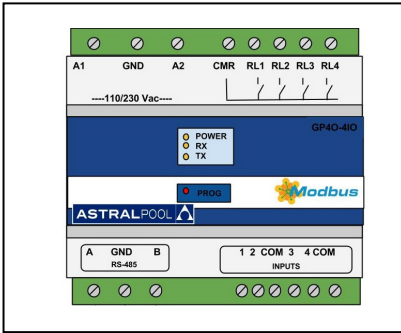 A1 GND A2 CMR RL1 RL2 RL3 RL4
----110/230 Vac----
GP4O-4IO
POWER
RX
TX
PROG
Modbus
ASTRALPOOL
A GND B
RS-485
1 2 COM 3 4 COM
INPUTS